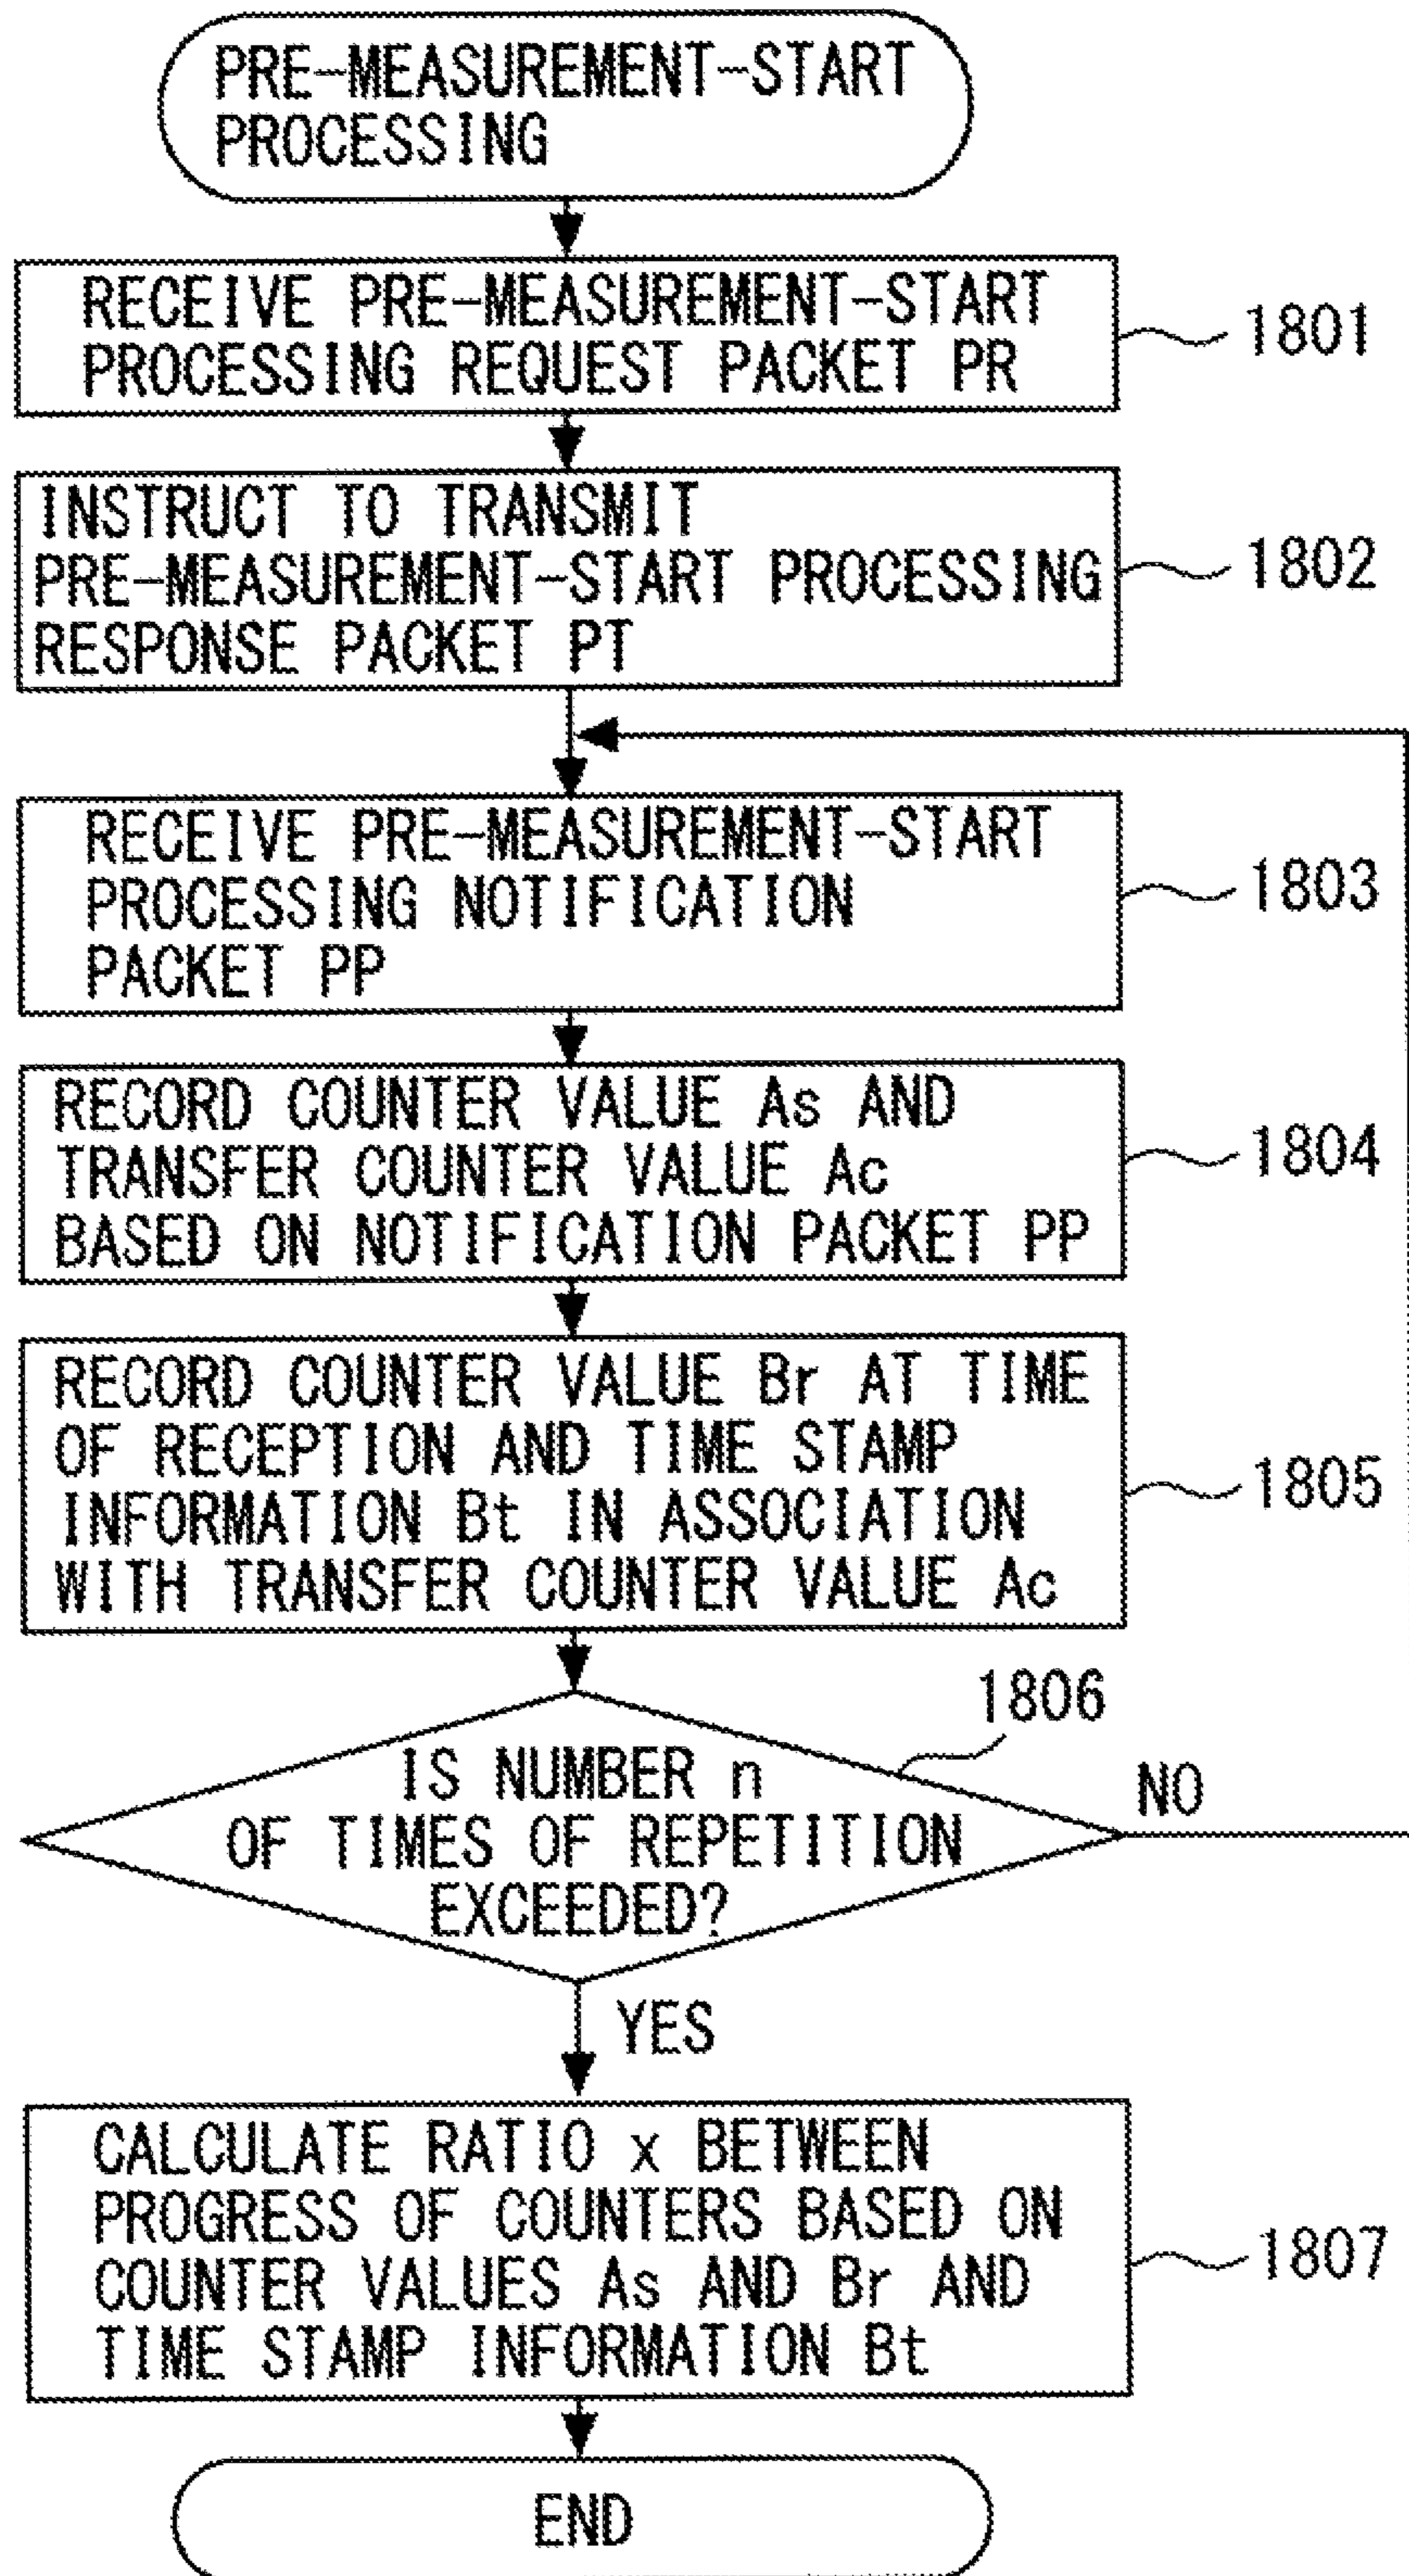 PRE-MEASUREMENT-START
PROCESSING
RECEIVE PRE-MEASUREMENT-START
PROCESSING REQUEST PACKET PR
1801
INSTRUCT TO TRANSMIT
PRE-MEASUREMENT-START PROCESSING
RESPONSE PACKET PT
1802
RECEIVE PRE-MEASUREMENT-START
PROCESSING NOTIFICATION
PACKET PP
1803
RECORD COUNTER VALUE As AND
TRANSFER COUNTER VALUE Ac
BASED ON NOTIFICATION PACKET PP
1804
RECORD COUNTER VALUE Br AT TIME
OF RECEPTION AND TIME STAMP
INFORMATION Bt IN ASSOCIATION
WITH TRANSFER COUNTER VALUE Ac
1805
1806
IS NUMBER n
OF TIMES OF REPETITION
EXCEEDED?
NO
YES
CALCULATE RATIO x BETWEEN
PROGRESS OF COUNTERS BASED ON
COUNTER VALUES As AND Br AND
TIME STAMP INFORMATION Bt
1807
END